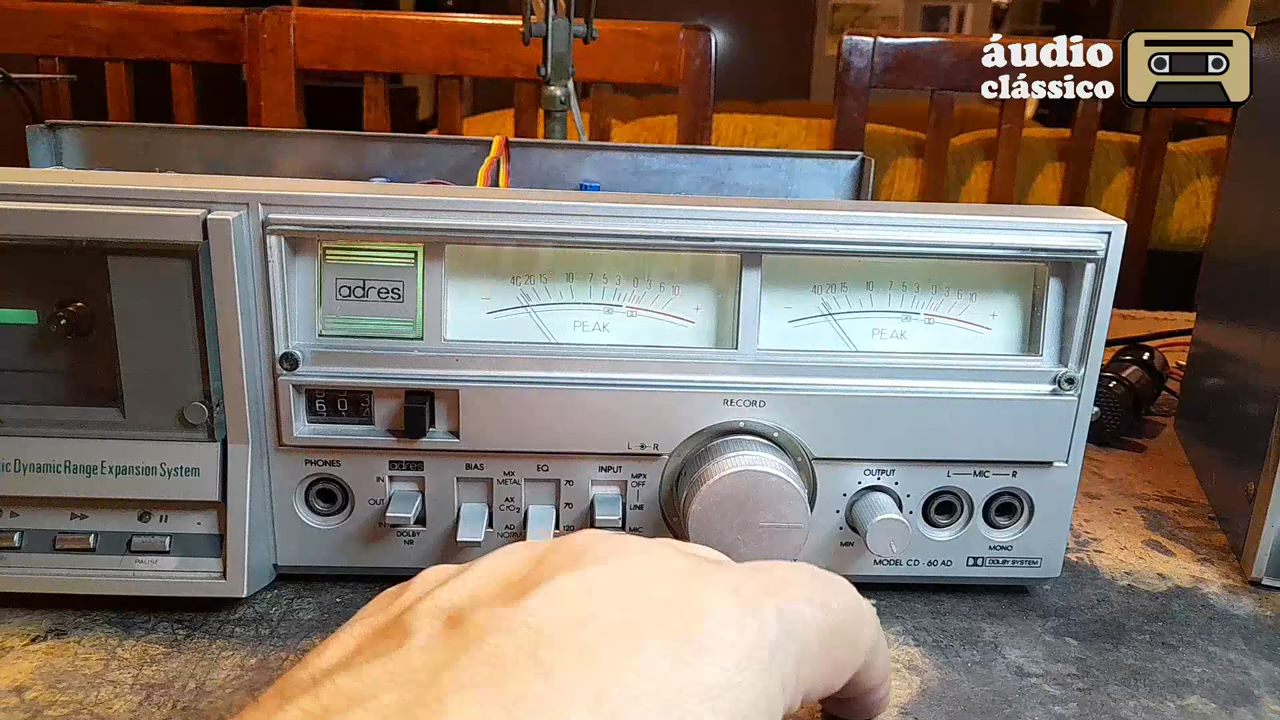 áudio
clássico
adres
40 20 15 10 7 5 3 0 3 6 10
PEAK
40 20 15 10 7 5 3 0 3 6 10
PEAK
RECORD
603
L R
ic Dynamic Range Expansion System
PHONES
adres
IN
OUT
IN
DOLBY
NR
BIAS
MX
METAL
AX
CrO2
AD
NORM
EQ
70
70
120
INPUT
MPX
OFF
LINE
MIC
OUTPUT
MIN
L MIC R
MONO
PAUSE
MODEL CD-60 AD
DOLBY SYSTEM